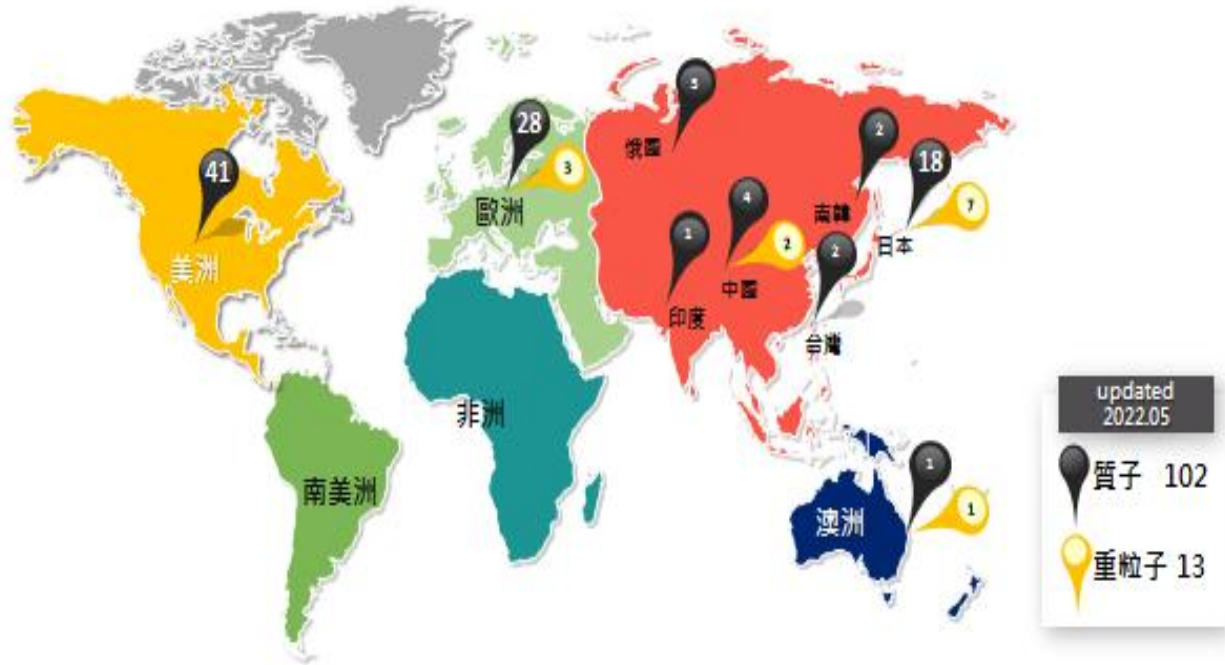 5
俄國
28
3
歐洲
41
美洲
2
南韓
18
7
日本
4
2
中國
1
印度
2
台灣
非洲
南美洲
1
1
澳洲
updated
2022.05
質子 102
重粒子 13